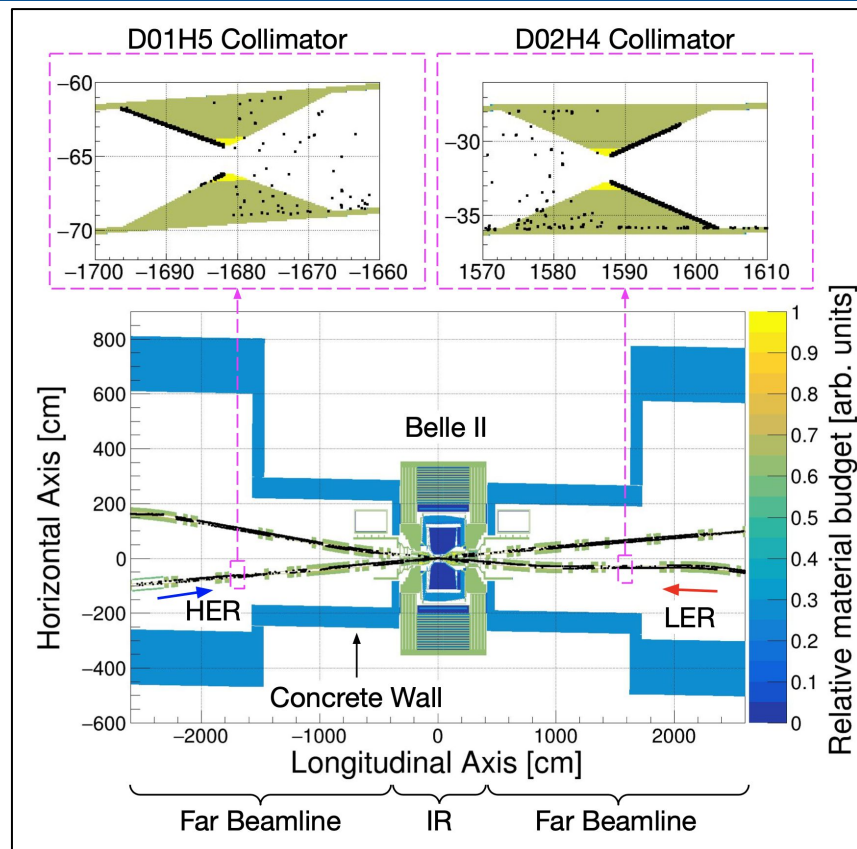 D01H5 Collimator
D02H4 Collimator
−60
−65
−70
−1700 −1690 −1680 −1670 −1660
−30
−35
1570 1580 1590 1600 1610
800
600
400
200
0
−200
−400
−600
Horizontal Axis [cm]
Belle II
HER
LER
Concrete Wall
−2000 −1000 0 1000 2000
Longitudinal Axis [cm]
Far Beamline
IR
Far Beamline
1
0.9
0.8
0.7
0.6
0.5
0.4
0.3
0.2
0.1
0
Relative material budget [arb. units]